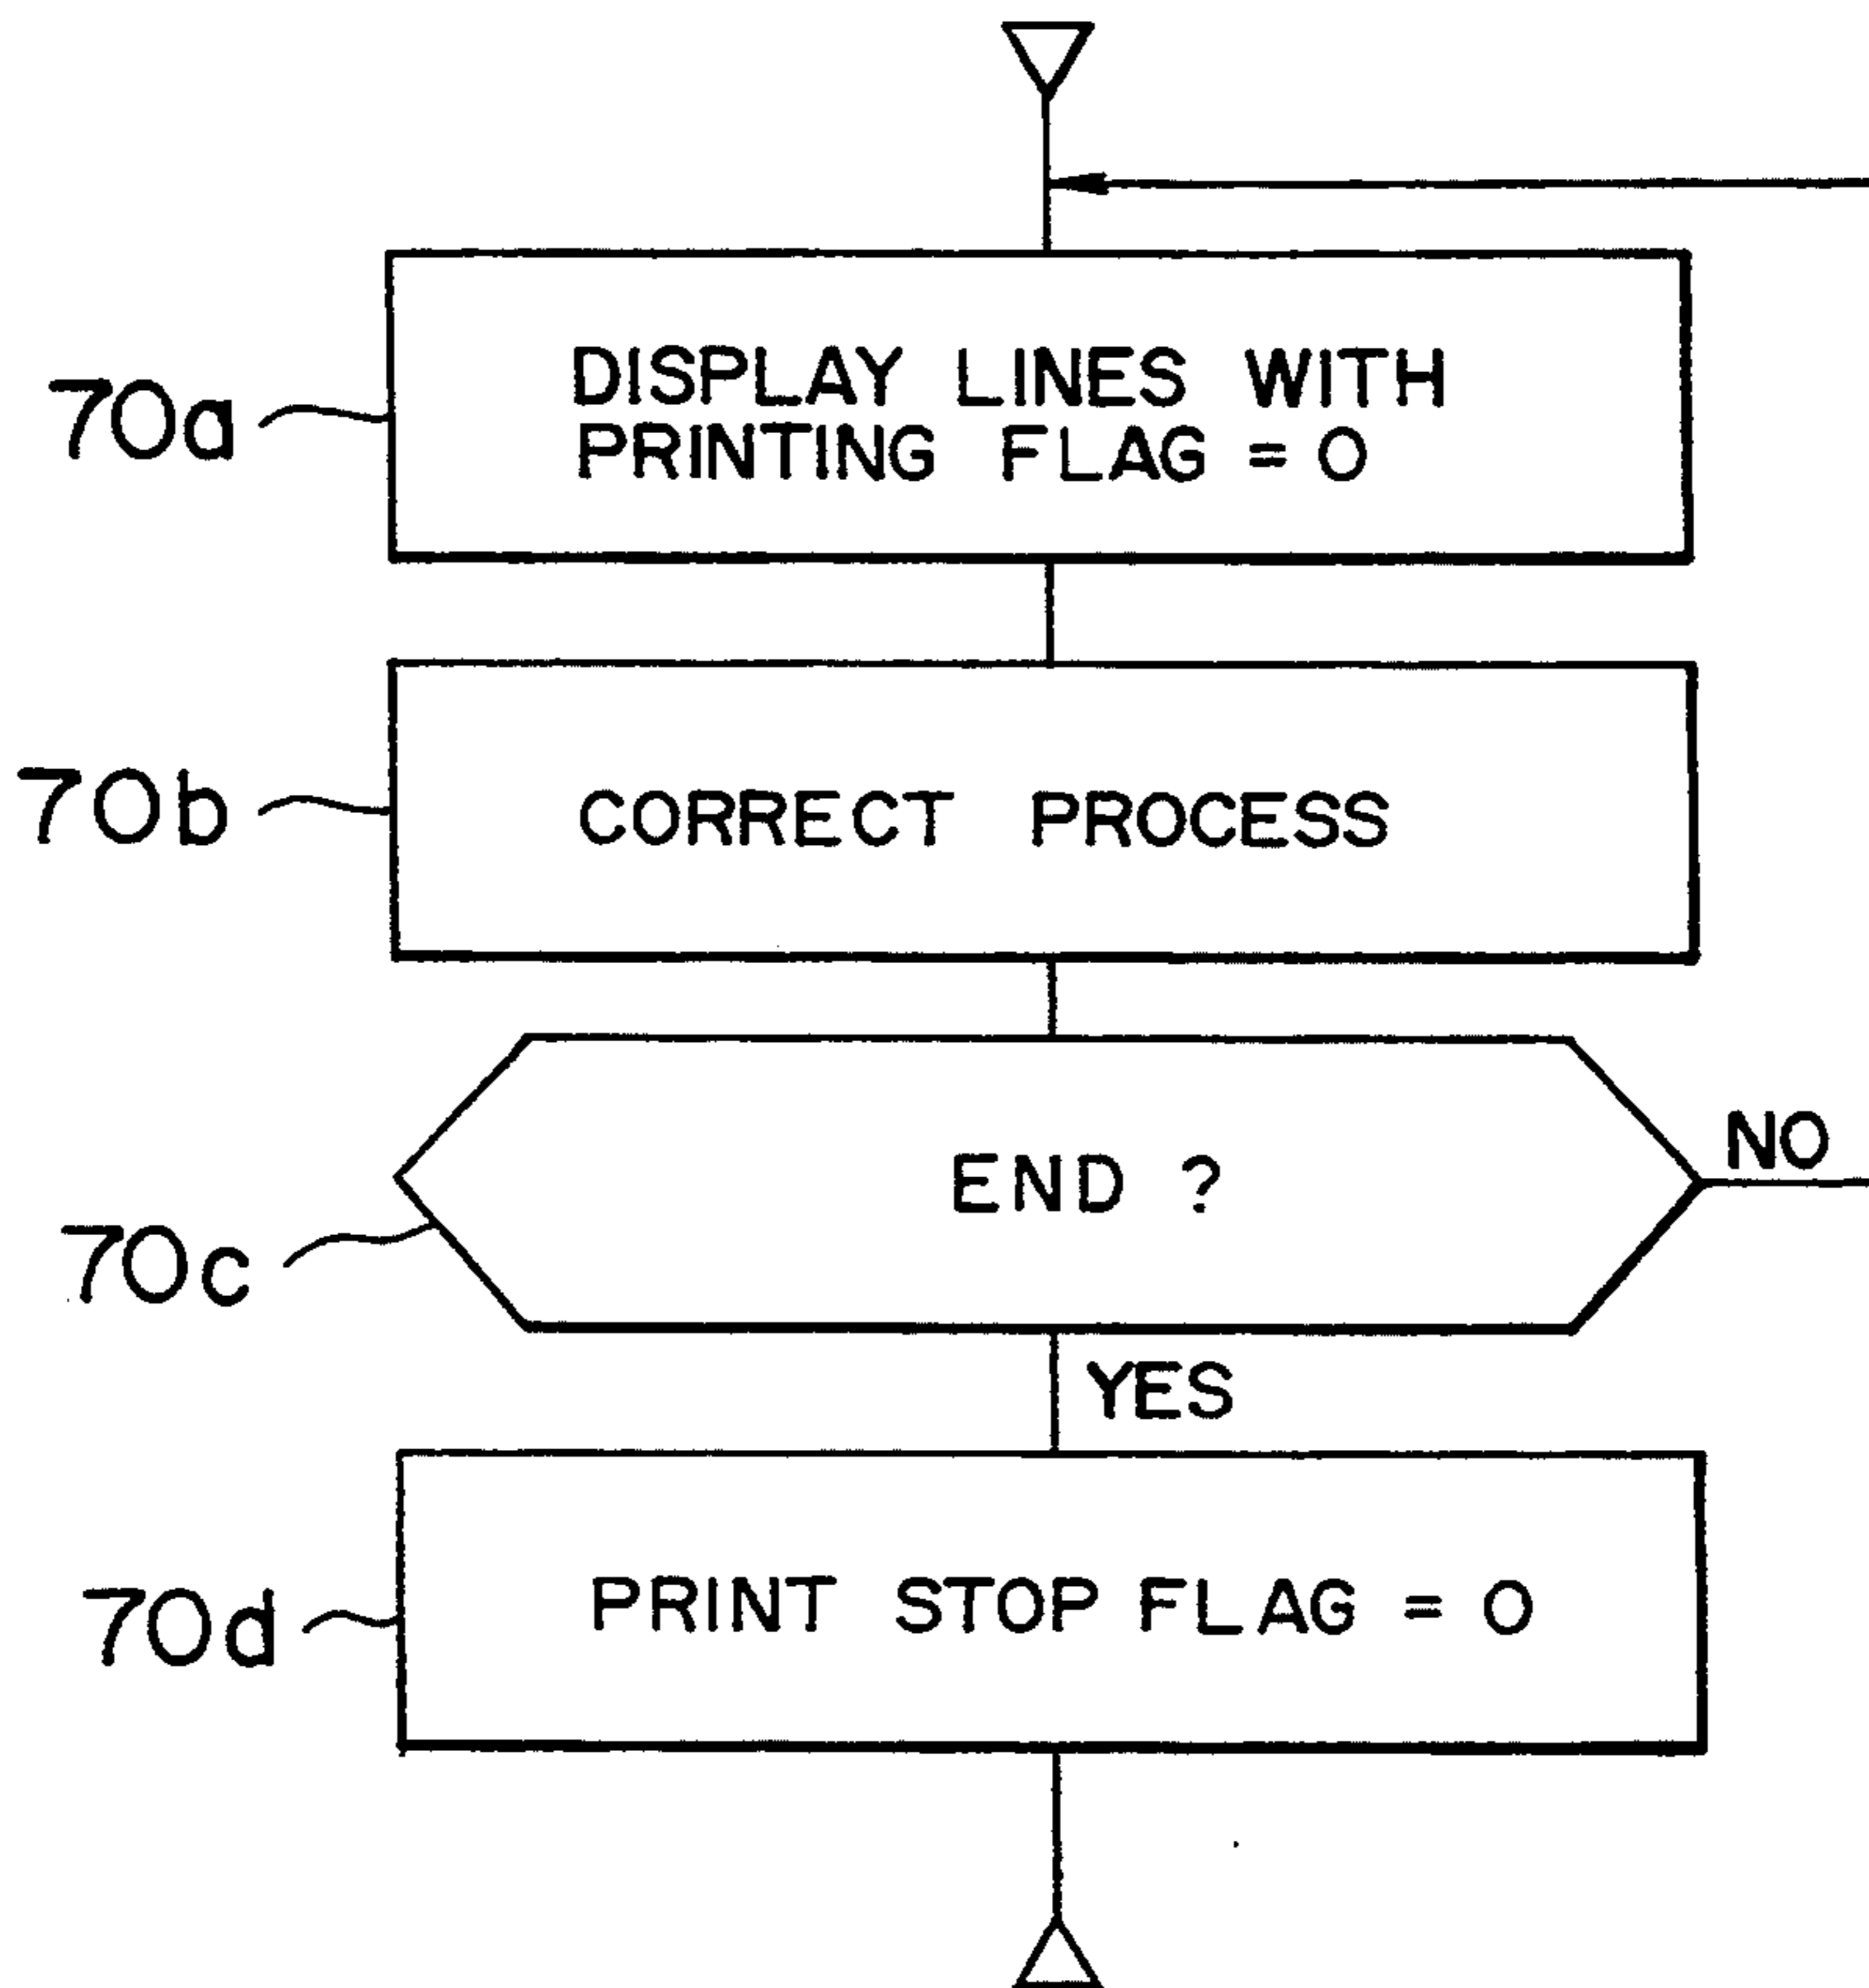 70a
DISPLAY LINES WITH
PRINTING FLAG = 0
70b
CORRECT PROCESS
70c
END ?
NO
YES
70d
PRINT STOP FLAG = 0